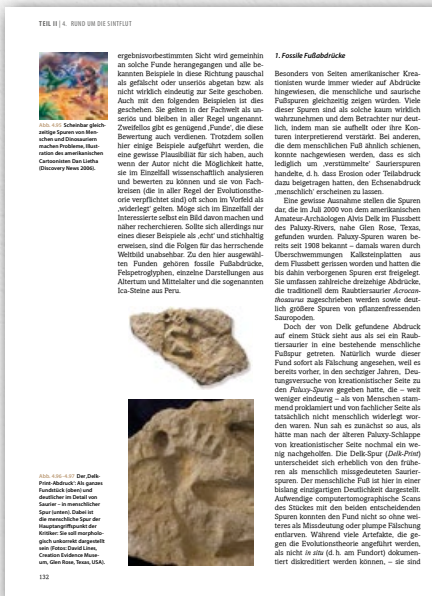 TEIL II | 4. RUND UM DIE SINTFLUT
Abb. 4.95 Scheinbar gleich-
zeitige Spuren von Men-
schen und Dinosauriern
machen Probleme, Illust-
ration des amerikanischen
Cartoonisten Dan Lietha
(Discovery News 2006).
ergebnisvorbestimmten Sicht wird gemeinhin
an solche Funde herangegangen und alle be-
kannten Beispiele in diese Richtung pauschal
als gefälscht oder unseriös abgetan bzw. als
nicht wirklich eindeutig zur Seite geschoben.
Auch mit den folgenden Beispielen ist dies
geschehen. Sie gelten in der Fachwelt als un-
seriös und bleiben in aller Regel ungenannt.
Zweifellos gibt es genügend ‚Funde', die diese
Bewertung auch verdienen. Trotzdem sollen
hier einige Beispiele aufgeführt werden, die
eine gewisse Plausibilität für sich haben, auch
wenn der Autor nicht die Möglichkeit hatte,
sie im Einzelfall wissenschaftlich analysieren
und bewerten zu können und sie von Fach-
kreisen (die in aller Regel der Evolutionsthe-
orie verpflichtet sind) oft schon im Vorfeld als
‚widerlegt' gelten. Möge sich im Einzelfall der
Interessierte selbst ein Bild davon machen und
näher recherchieren. Sollte sich allerdings nur
eines dieser Beispiele als ‚echt' und stichhaltig
erweisen, sind die Folgen für das herrschende
Weltbild unabsehbar. Zu den hier ausgewähl-
ten Funden gehören fossile Fußabdrücke,
Felspetroglyphen, einzelne Darstellungen aus
Altertum und Mittelalter und die sogenannten
Ica-Steine aus Peru.
Abb. 4.96-4.97 Der ‚Delk-
Print-Abdruck': Als ganzes
Fundstück (oben) und
deutlicher im Detail von
Saurier – in menschlicher
Spur (unten). Dabei ist
die menschliche Spur der
Hauptangriffspunkt der
Kritiker: Sie soll morpholo-
gisch unkorrekt dargestellt
sein (Fotos: David Lines,
Creation Evidence Muse-
um, Glen Rose, Texas, USA).
1. Fossile Fußabdrücke
Besonders von Seiten amerikanischer Krea-
tionisten wurde immer wieder auf Abdrücke
hingewiesen, die menschliche und saurische
Fußspuren gleichzeitig zeigen würden. Viele
dieser Spuren sind als solche kaum wirklich
wahrzunehmen und dem Betrachter nur deut-
lich, indem man sie aufhellt oder ihre Kon-
turen interpretierend verstärkt. Bei anderen,
die dem menschlichen Fuß ähnlich schienen,
konnte nachgewiesen werden, dass es sich
lediglich um ‚verstümmelte' Saurierspuren
handelte, d. h. dass Erosion oder Teilabdruck
dazu beigetragen hatten, den Echsenabdruck
‚menschlich' erscheinen zu lassen.
Eine gewisse Ausnahme stellen die Spuren
dar, die im Juli 2000 von dem amerikanischen
Amateur-Archäologen Alvis Delk im Flussbett
des Paluxy-Rivers, nahe Glen Rose, Texas,
gefunden wurden. Paluxy-Spuren waren be-
reits seit 1908 bekannt – damals waren durch
Überschwemmungen Kalksteinplatten aus
dem Flussbett gerissen worden und hatten die
bis dahin verborgenen Spuren erst freigelegt.
Sie umfassen zahlreiche dreizehige Abdrücke,
die traditionell dem Raubtiersaurier Acrocan-
thosaurus zugeschrieben werden sowie deut-
lich größere Spuren von pflanzenfressenden
Sauropoden.
Doch der von Delk gefundene Abdruck
auf einem Stück sieht aus als sei ein Raub-
tiersaurier in eine bestehende menschliche
Fußspur getreten. Natürlich wurde dieser
Fund sofort als Fälschung angesehen, weil es
bereits vorher, in den sechziger Jahren, Deu-
tungsversuche von kreationistischer Seite zu
den Paluxy-Spuren gegeben hatte, die – weit
weniger eindeutig – als von Menschen stam-
mend proklamiert und von fachlicher Seite als
tatsächlich nicht menschlich widerlegt wor-
den waren. Nun sah es zunächst so aus, als
hätte man nach der älteren Paluxy-Schlappe
von kreationistischer Seite nochmal ein we-
nig nachgeholfen. Die Delk-Spur (Delk-Print)
unterscheidet sich erheblich von den frühe-
ren als menschlich missgedeuteten Saurier-
spuren. Der menschliche Fuß ist hier in einer
bislang einzigartigen Deutlichkeit dargestellt.
Aufwendige computertomographische Scans
des Stückes mit den beiden entscheidenden
Spuren konnten den Fund nicht so ohne wei-
teres als Missdeutung oder plumpe Fälschung
entlarven. Während viele Artefakte, die ge-
gen die Evolutionstheorie angeführt werden,
als nicht in situ (d. h. am Fundort) dokumen-
tiert diskreditiert werden können, – sie sind
132